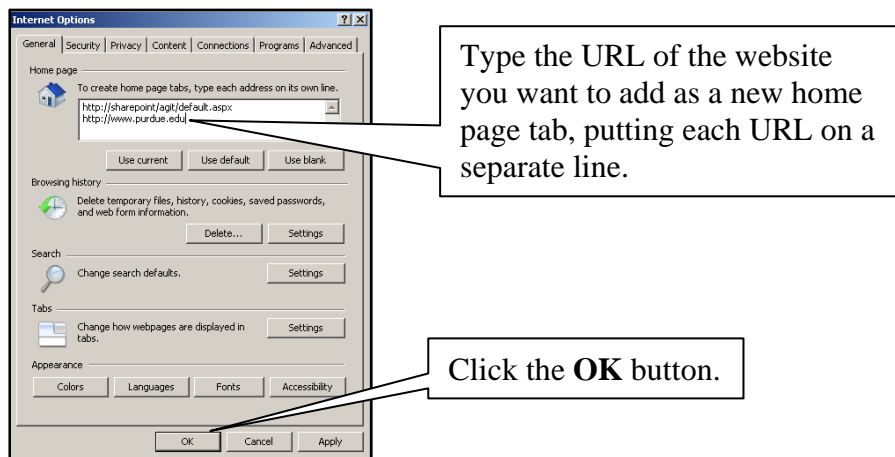 Internet Options
General Security Privacy Content Connections Programs Advanced
Home page
To create home page tabs, type each address on its own line.
http://sharepoint/agit/default.aspx
http://www.purdue.edu
Use current Use default Use blank
Browsing history
Delete temporary files, history, cookies, saved passwords,
and web form information.
Delete... Settings
Search
Change search defaults. Settings
Tabs
Change how webpages are displayed in
tabs.
Settings
Appearance
Colors Languages Fonts Accessibility
OK Cancel Apply
Type the URL of the website
you want to add as a new home
page tab, putting each URL on a
separate line.
Click the OK button.